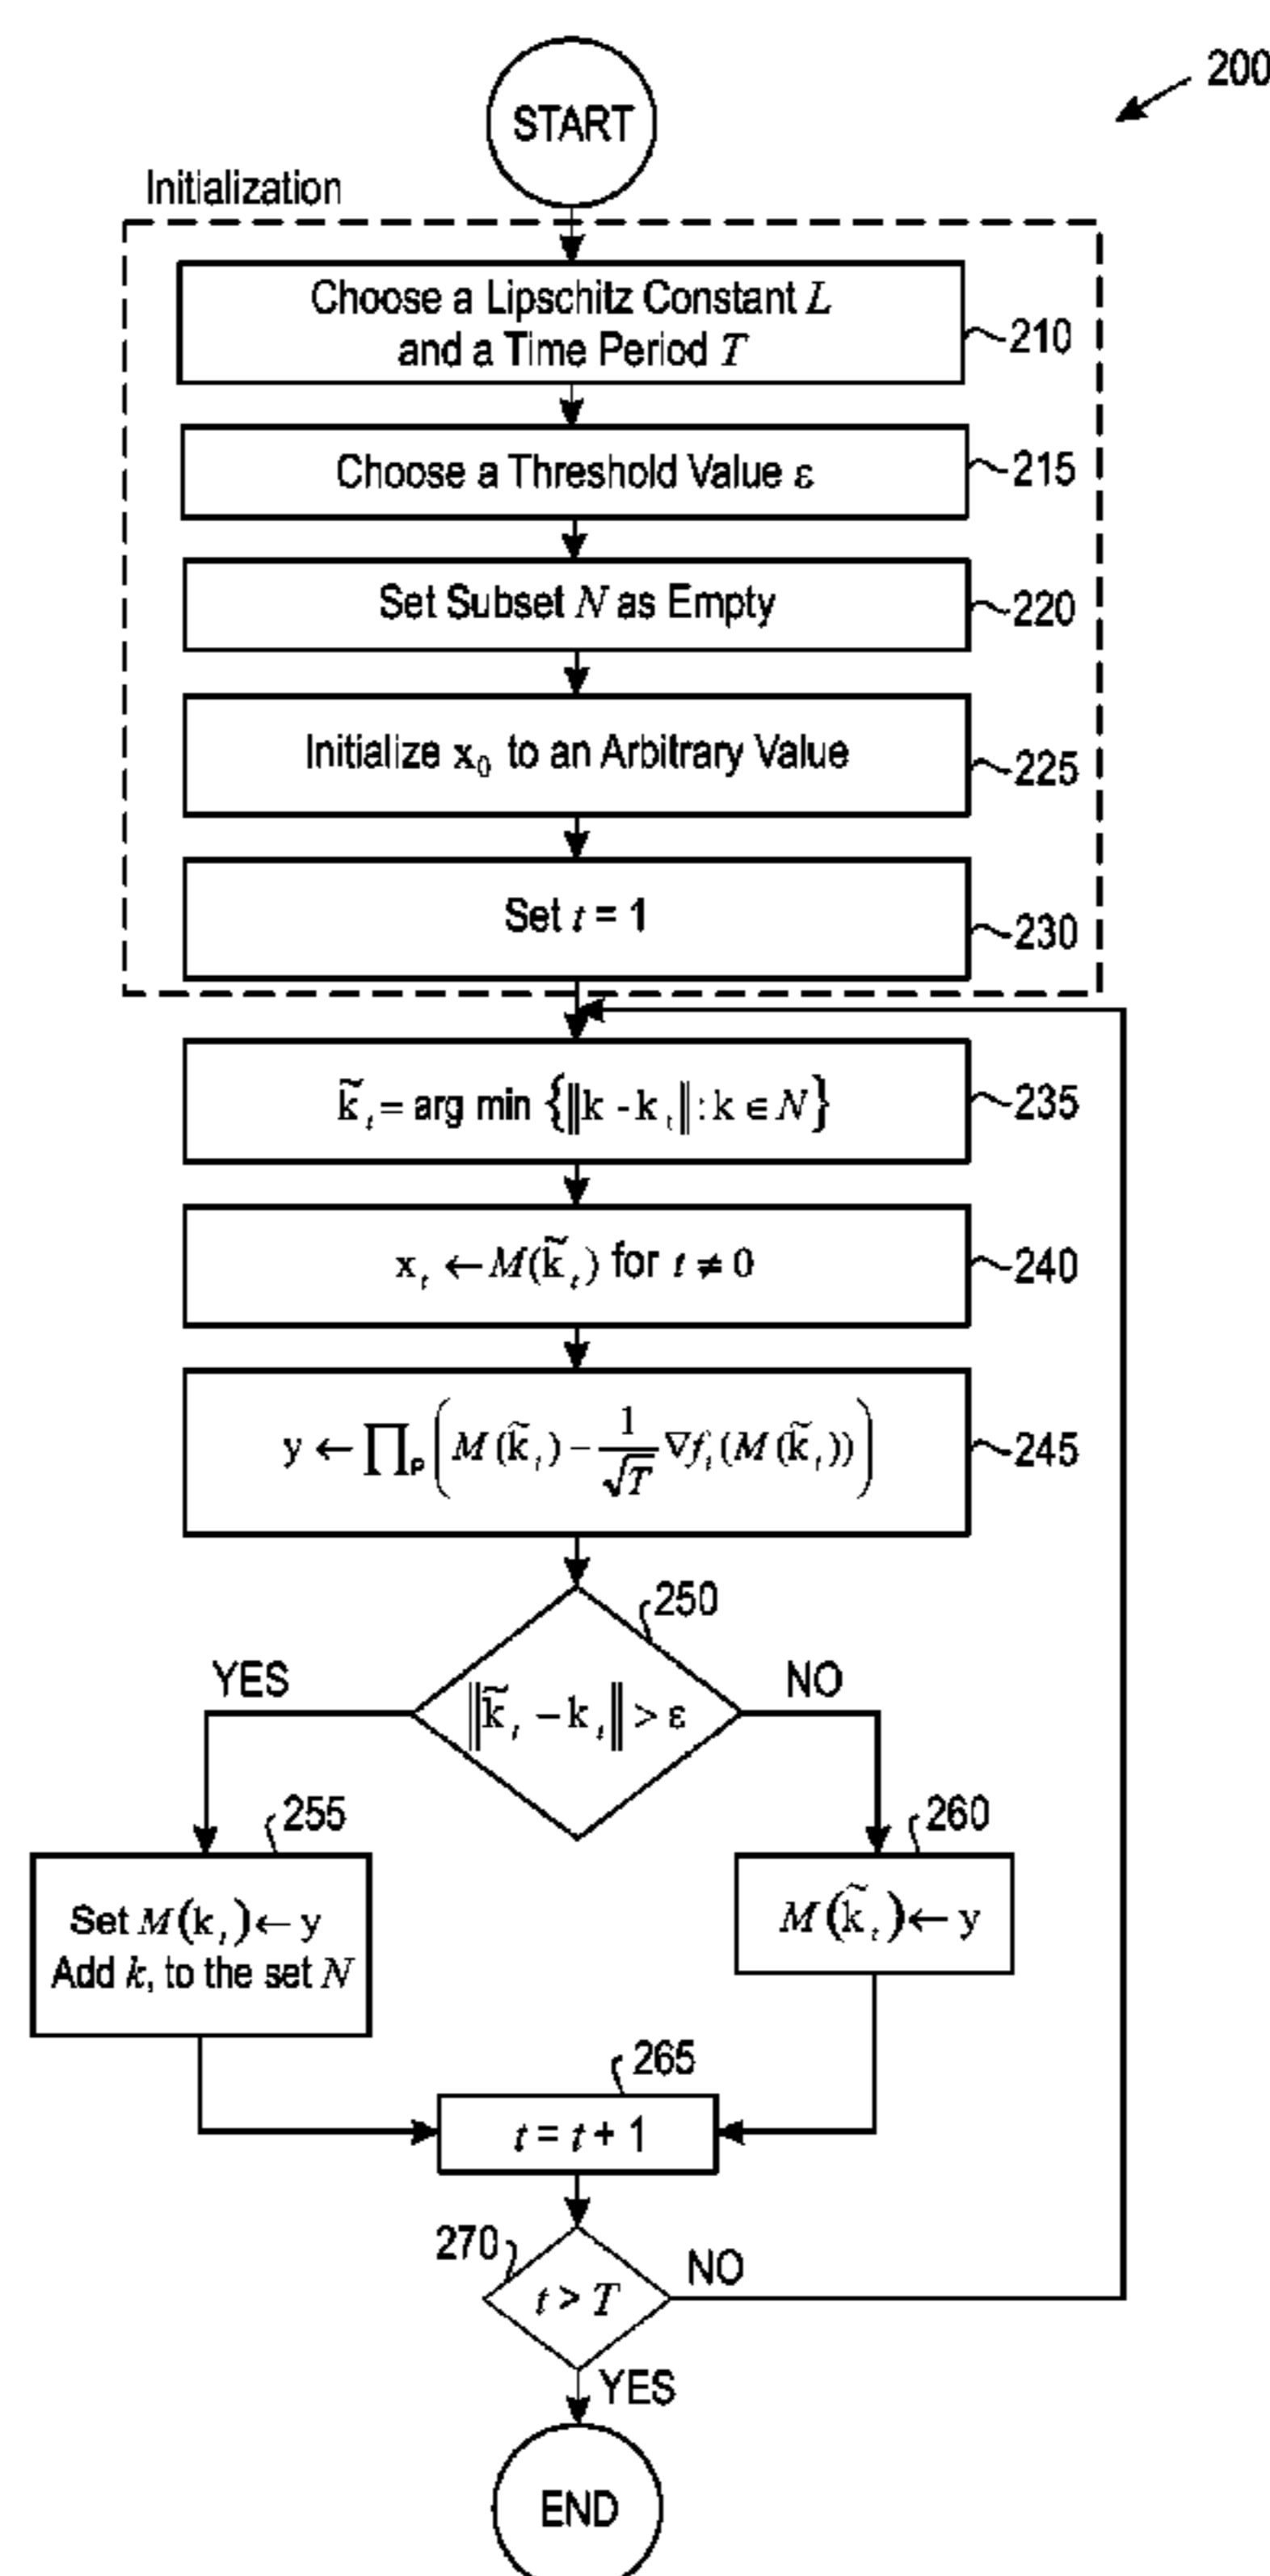 200
START
Initialization
Choose a Lipschitz Constant L
and a Time Period T
210
Choose a Threshold Value ε
215
Set Subset N as Empty
220
Initialize x₀ to an Arbitrary Value
225
Set t = 1
230
k̃ₜ = arg min {‖k - kₜ‖ : k ∈ N}
235
xₜ ← M(k̃ₜ) for t ≠ 0
240
y ← ∏ₚ (M(k̃ₜ) – 1/√T ∇fₜ(M(k̃ₜ)))
245
250
YES
NO
‖k̃ₜ – kₜ‖ > ε
255
260
Set M(kₜ) ← y
Add kₜ to the set N
M(k̃ₜ) ← y
265
t = t + 1
270
NO
t > T
YES
END